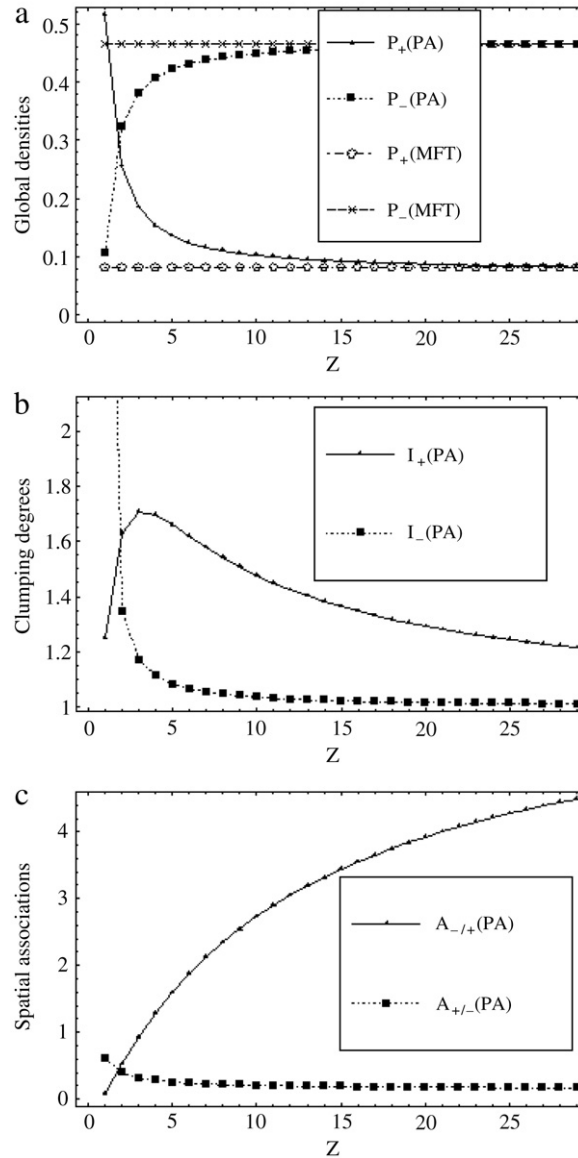 a
0.5
0.4
0.3
0.2
0.1
0
Global densities
P+(PA)
P−(PA)
P+(MFT)
P−(MFT)
0 5 10 15 20 25
Z
b
2
1.8
1.6
1.4
1.2
1
Clumping degrees
I+(PA)
I−(PA)
0 5 10 15 20 25
Z
c
4
3
2
1
0
Spatial associations
A−/+(PA)
A+/−(PA)
0 5 10 15 20 25
Z